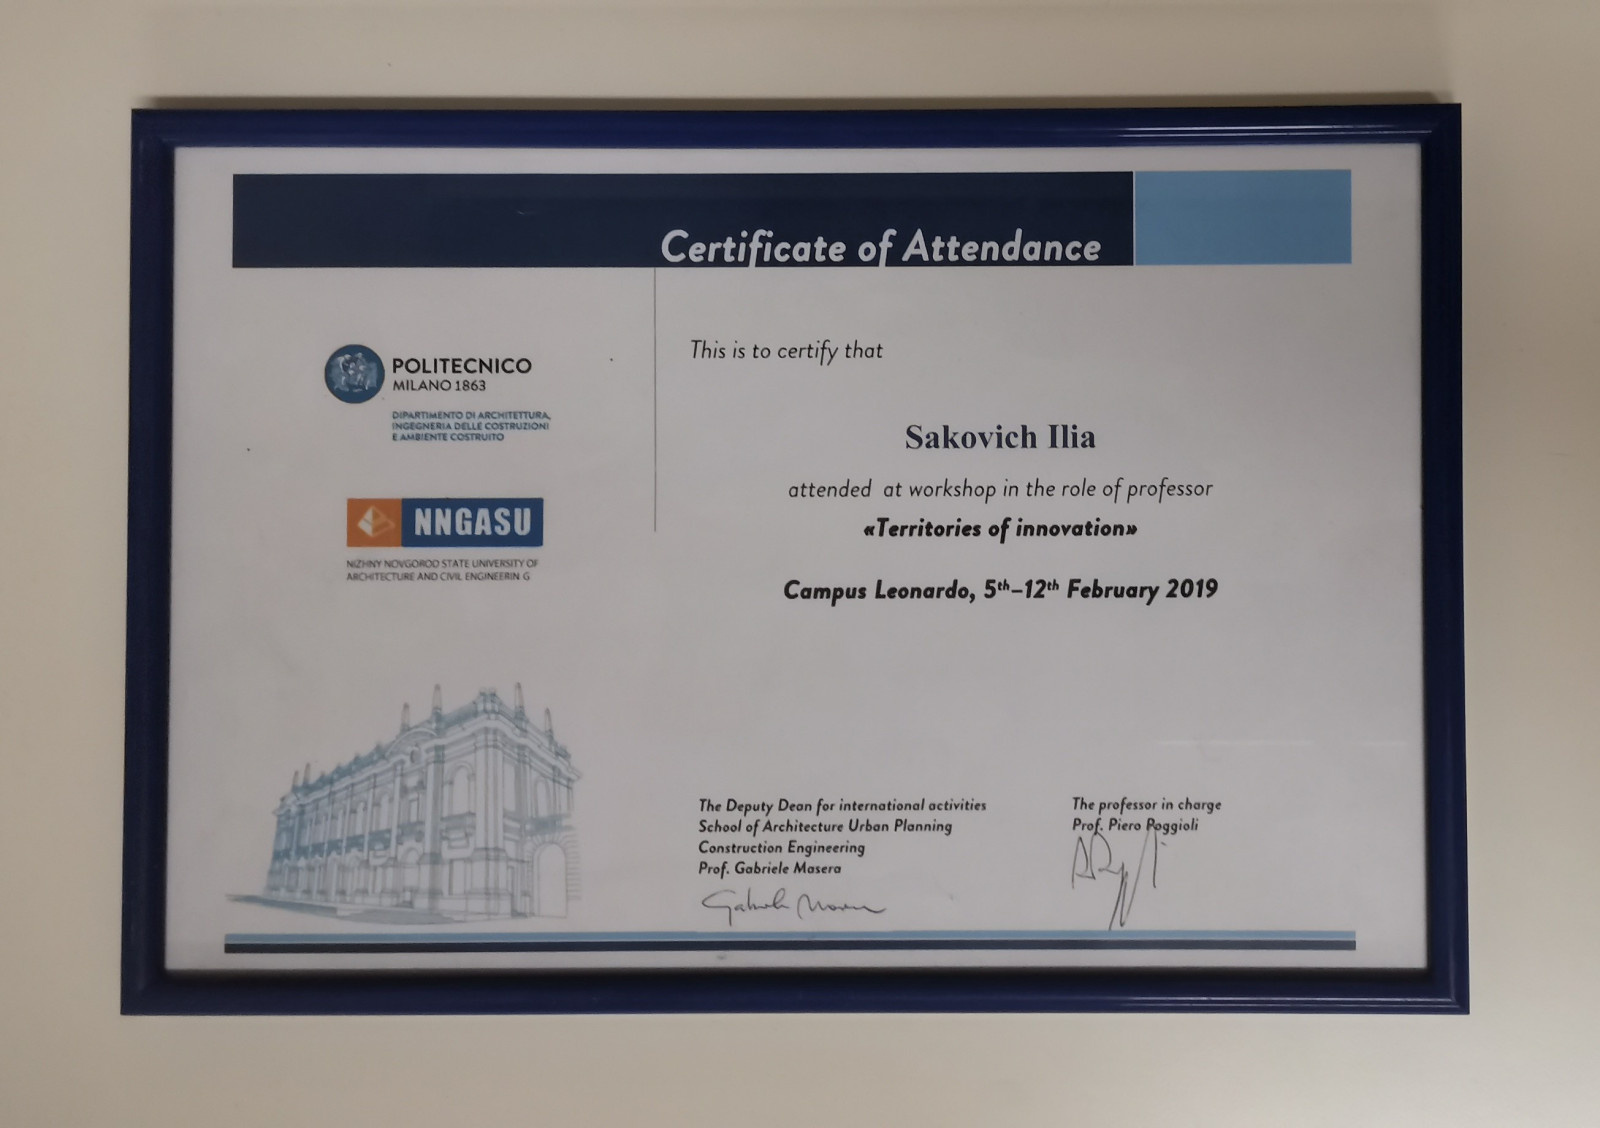 Certificate of Attendance
POLITECNICO
MILANO 1863
DIPARTIMENTO DI ARCHITETTURA,
INGEGNERIA DELLE COSTRUZIONI
E AMBIENTE COSTRUITO
NNGASU
NIZHNY NOVGOROD STATE UNIVERSITY OF
ARCHITECTURE AND CIVIL ENGINEERIN G
This is to certify that
Sakovich Ilia
attended at workshop in the role of professor
«Territories of innovation»
Campus Leonardo, 5th–12th February 2019
The Deputy Dean for international activities
School of Architecture Urban Planning
Construction Engineering
Prof. Gabriele Masera
Gabriele Masera
The professor in charge
Prof. Piero Poggioli